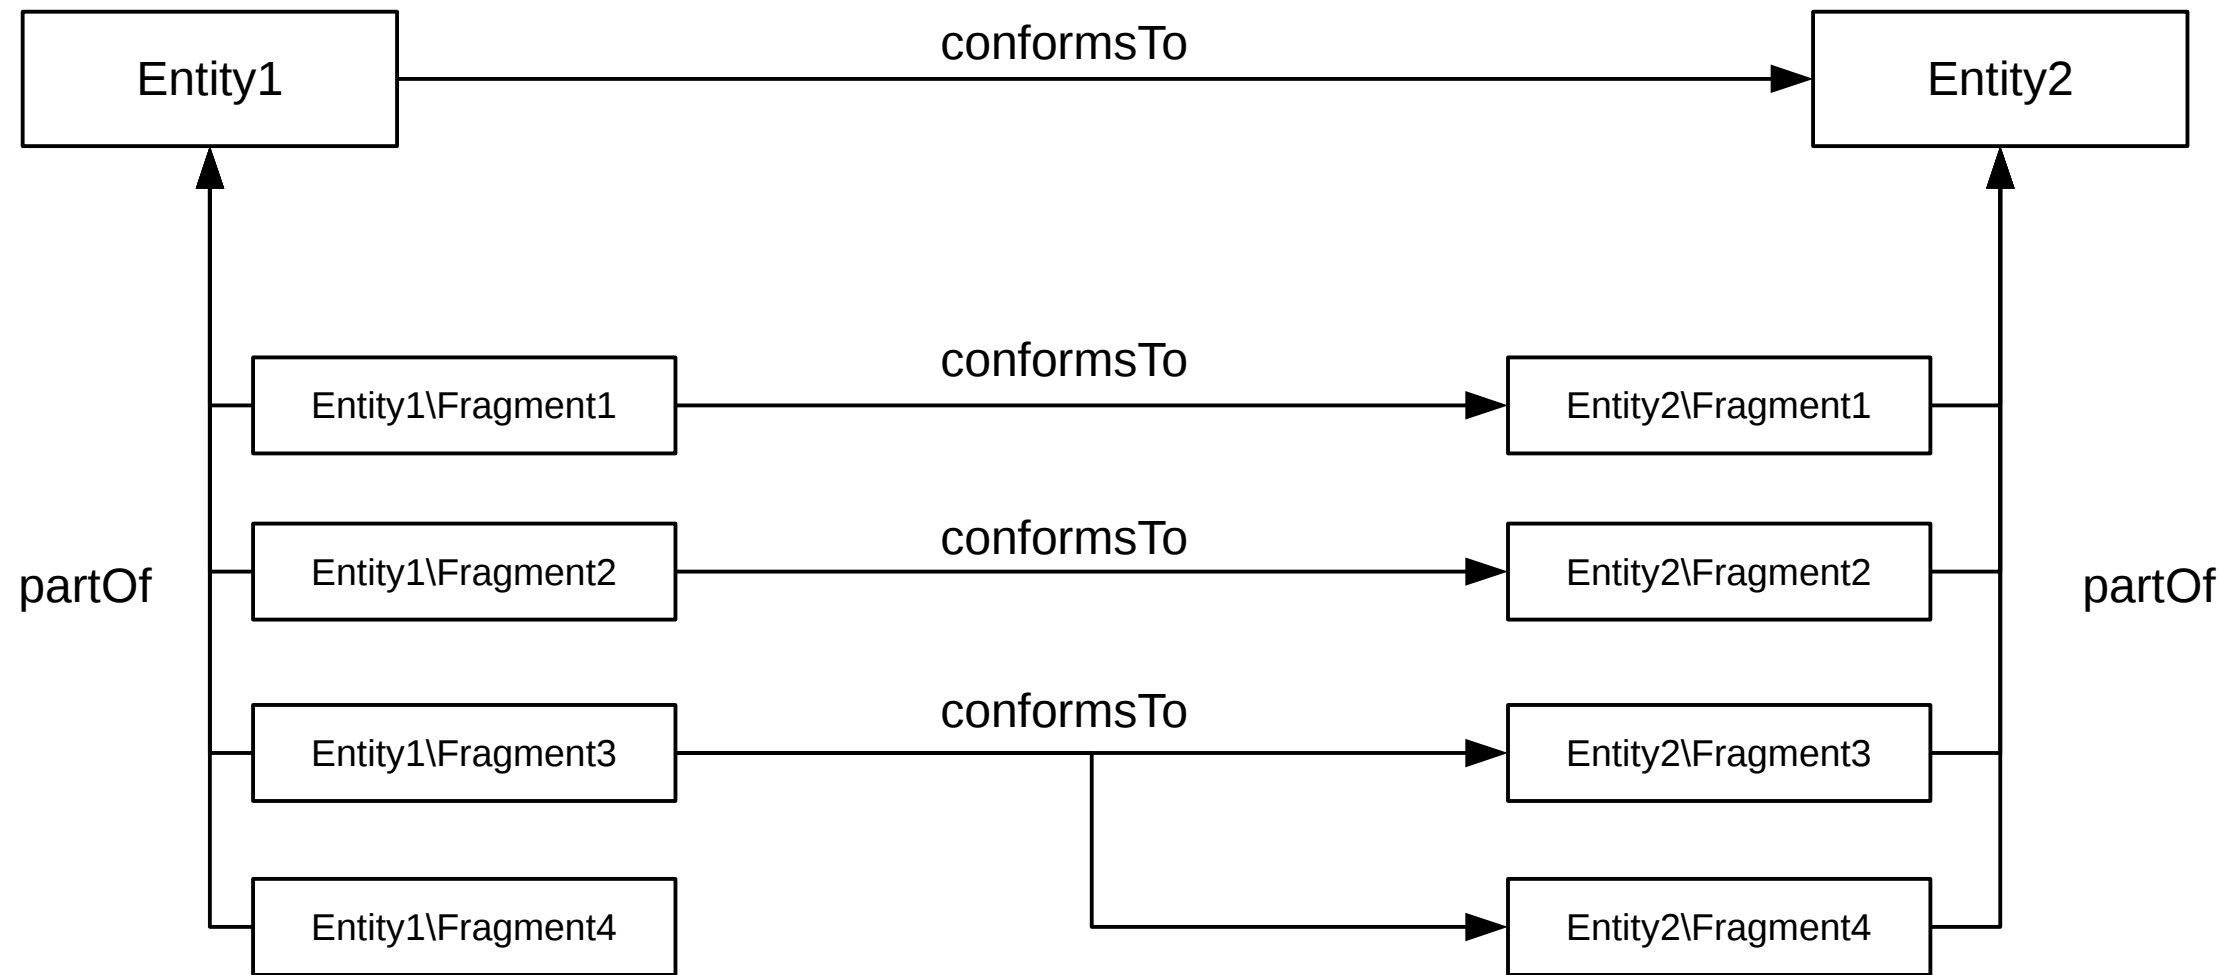 conformsTo
Entity1
Entity2
conformsTo
Entity1\Fragment1
Entity2\Fragment1
conformsTo
Entity1\Fragment2
Entity2\Fragment2
partOf
partOf
conformsTo
Entity1\Fragment3
Entity2\Fragment3
Entity1\Fragment4
Entity2\Fragment4